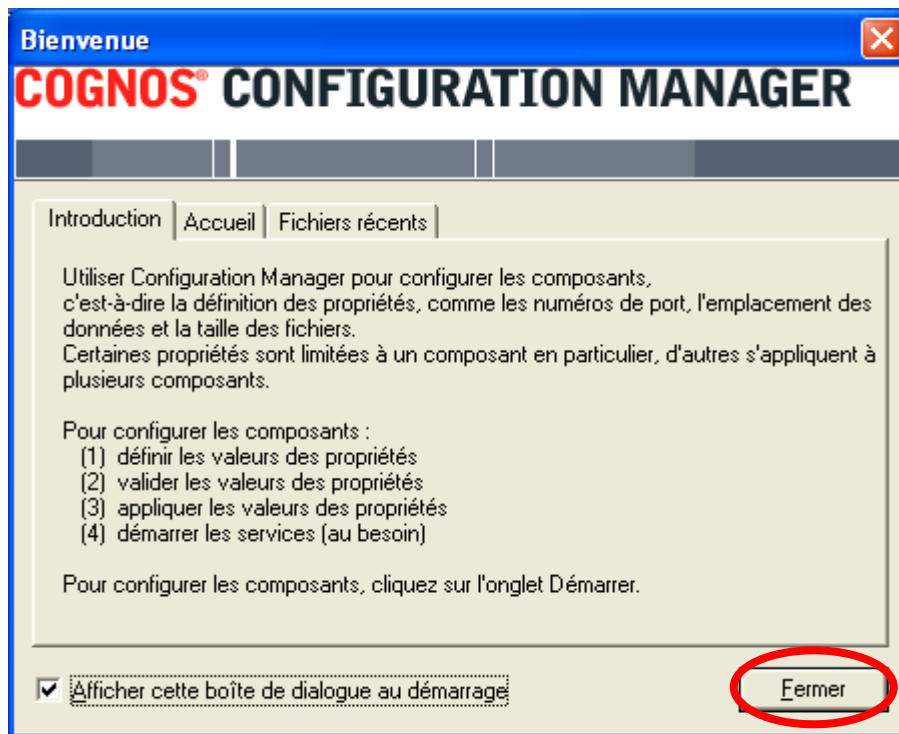 Bienvenue
COGNOS® CONFIGURATION MANAGER
Introduction Accueil Fichiers récents
Utiliser Configuration Manager pour configurer les composants,
c'est-à-dire la définition des propriétés, comme les numéros de port, l'emplacement des
données et la taille des fichiers.
Certaines propriétés sont limitées à un composant en particulier, d'autres s'appliquent à
plusieurs composants.
Pour configurer les composants :
(1) définir les valeurs des propriétés
(2) valider les valeurs des propriétés
(3) appliquer les valeurs des propriétés
(4) démarrer les services (au besoin)
Pour configurer les composants, cliquez sur l'onglet Démarrer.
Afficher cette boîte de dialogue au démarrage
Fermer